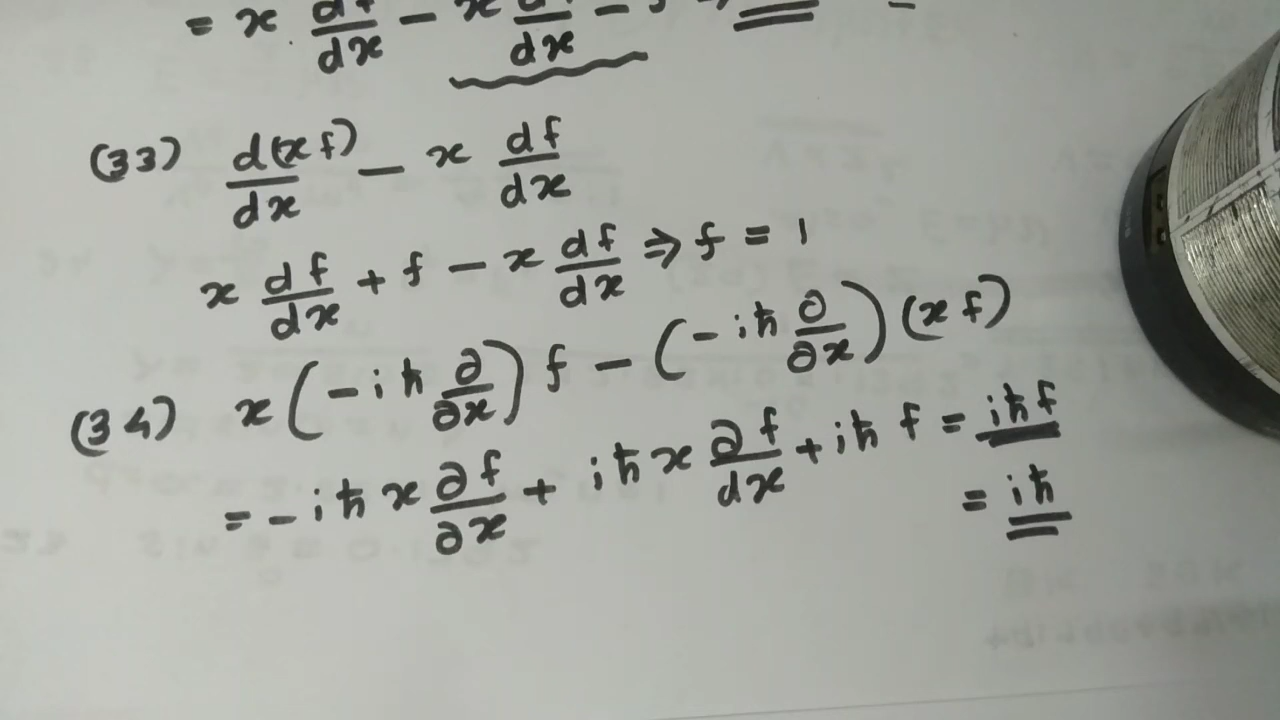 = x df/dx - x df/dx - f ⇒
(33) d(xf)/dx - x df/dx
x df/dx + f - x df/dx ⇒ f = 1
(34) x(-iħ ∂/∂x) f - (-iħ ∂/∂x)(xf)
= -iħ x ∂f/∂x + iħ x ∂f/dx + iħ f = iħf
= iħ